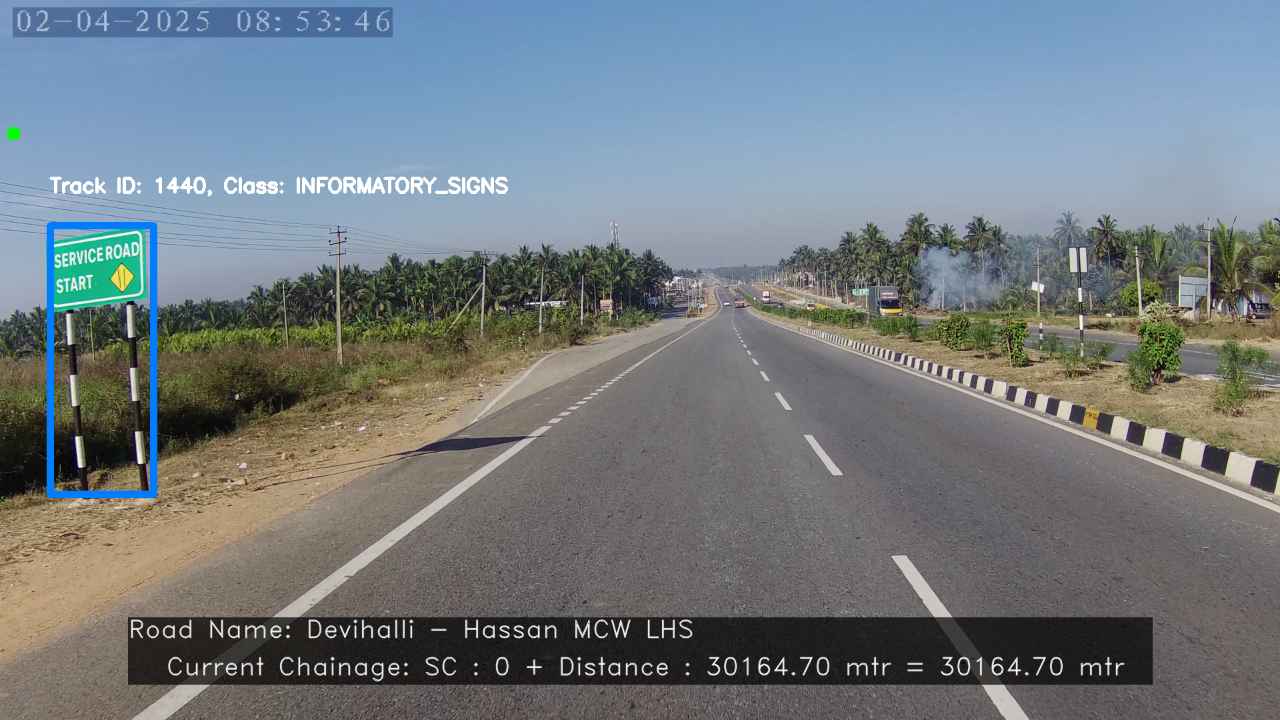 02-04-2025 08:53:46
Track ID: 1440, Class: INFORMATORY_SIGNS
SERVICE ROAD
START
Road Name: Devihalli - Hassan MCW LHS
Current Chainage: SC : 0 + Distance : 30164.70 mtr = 30164.70 mtr